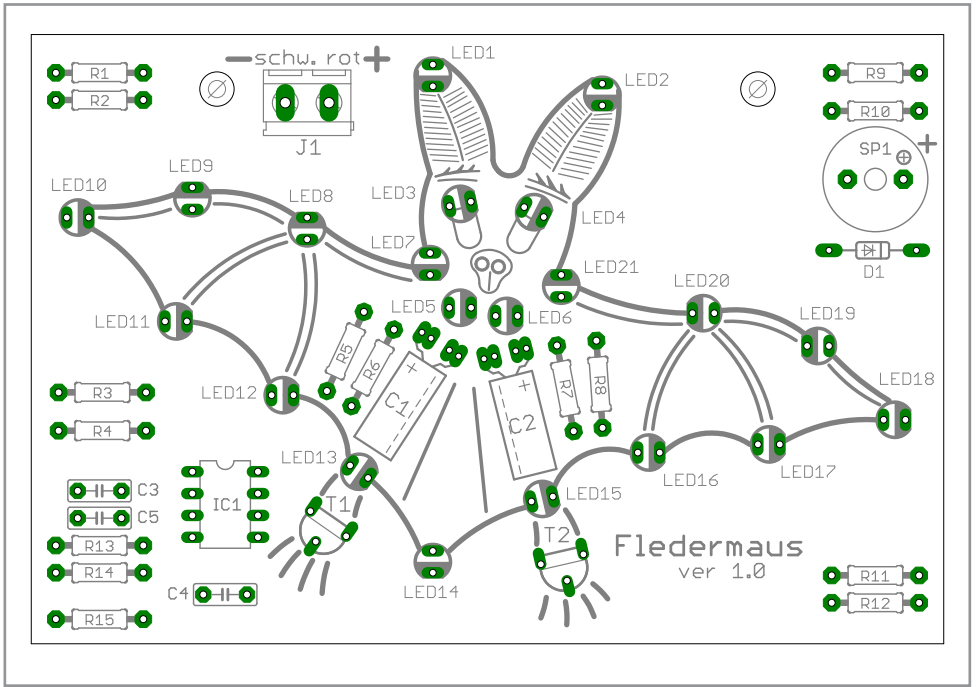 LED1
− schw. rot +
R1
R9
LED2
R2
R10
J1
SP1 +
LED9
LED10
LED8
LED3
LED4
LED7
LED21
D1
LED20
LED5
LED6
LED19
LED11
R5
R6
LED18
R7
R8
R3
LED12
C1 +
+ C2
R4
LED13
LED17
LED16
C3
LED15
T1
IC1
C5
T2
R13
Fledermaus
ver 1.0
R14
R11
C4
LED14
R12
R15